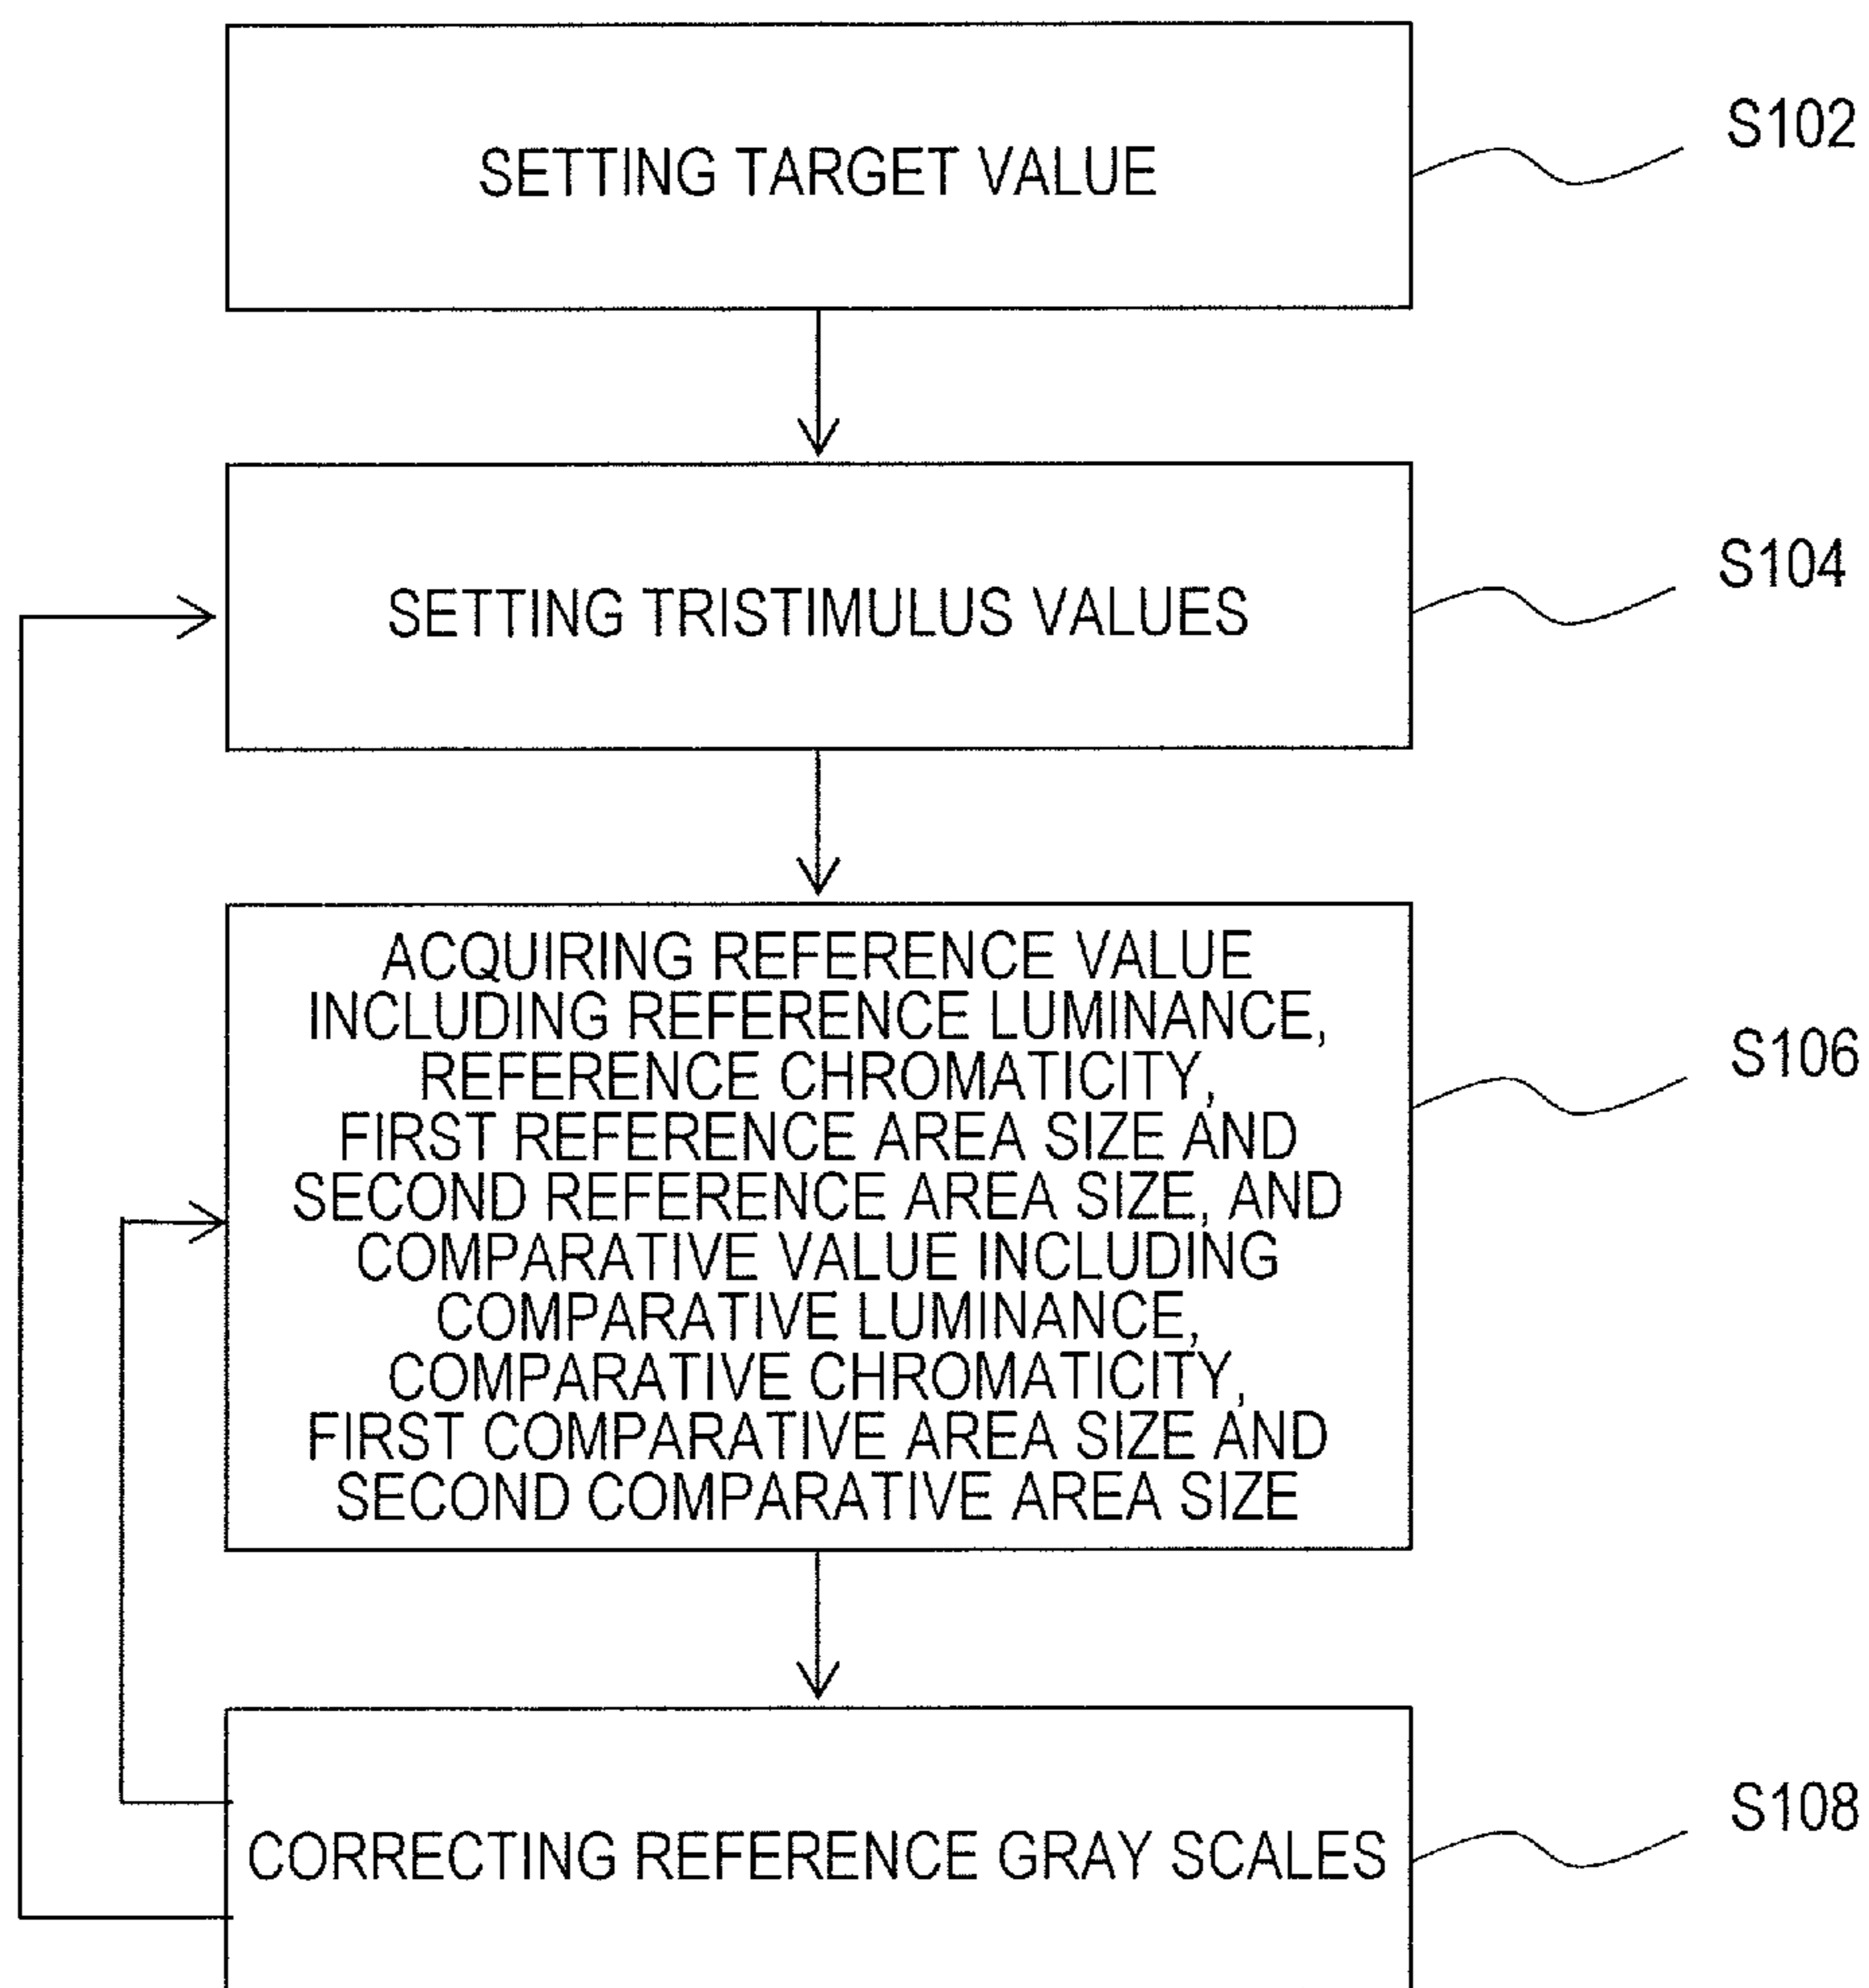 SETTING TARGET VALUE
S102
SETTING TRISTIMULUS VALUES
S104
ACQUIRING REFERENCE VALUE
INCLUDING REFERENCE LUMINANCE,
REFERENCE CHROMATICITY,
FIRST REFERENCE AREA SIZE AND
SECOND REFERENCE AREA SIZE, AND
COMPARATIVE VALUE INCLUDING
COMPARATIVE LUMINANCE,
COMPARATIVE CHROMATICITY,
FIRST COMPARATIVE AREA SIZE AND
SECOND COMPARATIVE AREA SIZE
S106
CORRECTING REFERENCE GRAY SCALES
S108